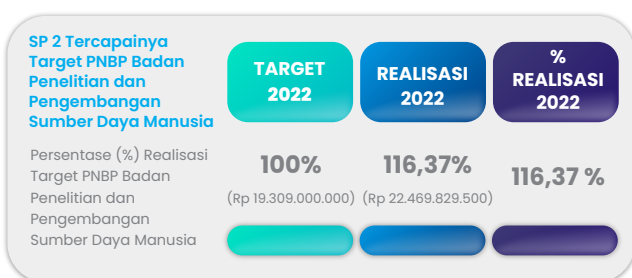 SP 2 Tercapainya
Target PNBP Badan
Penelitian dan
Pengembangan
Sumber Daya Manusia
TARGET
2022
REALISASI
2022
%
REALISASI
2022
Persentase (%) Realisasi
Target PNBP Badan
Penelitian dan
Pengembangan
Sumber Daya Manusia
100%
(Rp 19.309.000.000)
116,37%
(Rp 22.469.829.500)
116,37 %